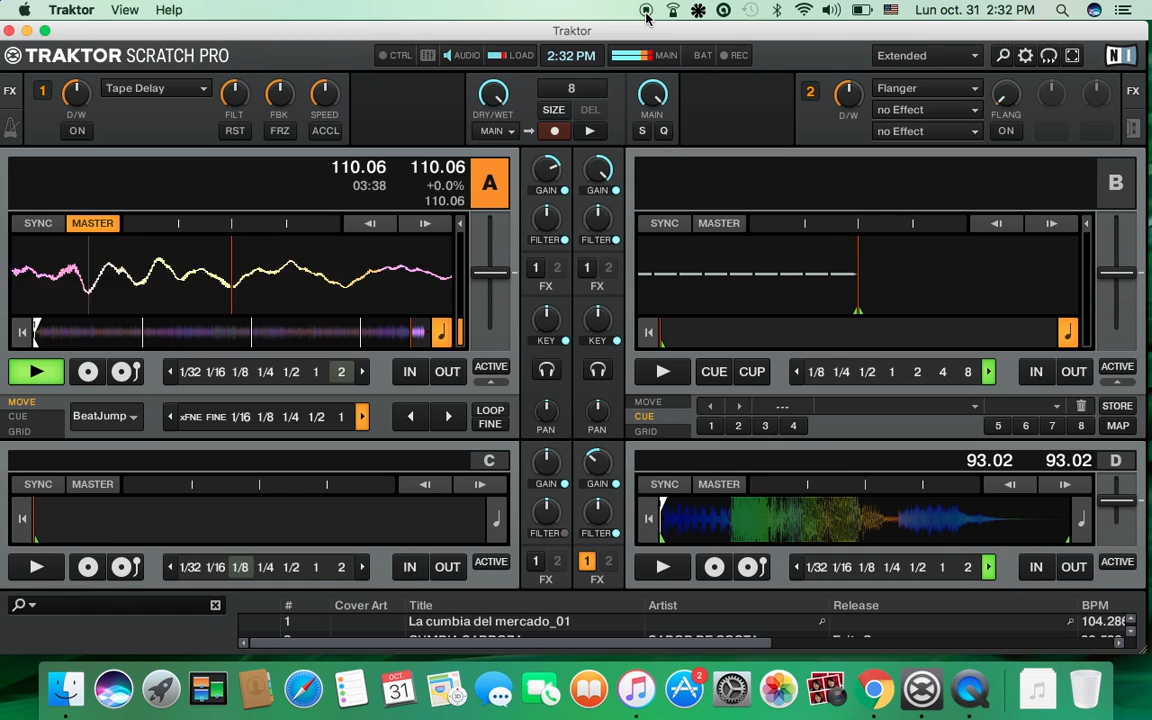 Traktor View Help Lun oct. 31 2:32 PM
Traktor
TRAKTOR SCRATCH PRO CTRL AUDIO LOAD 2:32 PM MAIN BAT REC Extended NI
FX 1 Tape Delay 8 2 Flanger FX
D/W FILT FBK SPEED DRY/WET SIZE DEL MAIN D/W no Effect FLANG
ON RST FRZ ACCL MAIN S Q no Effect ON
110.06 110.06 A B
03:38 +0.0%
110.06
GAIN GAIN
SYNC MASTER SYNC MASTER
FILTER FILTER
1 2 1 2
FX FX
KEY KEY
1/32 1/16 1/8 1/4 1/2 1 2 IN OUT ACTIVE CUE CUP 1/8 1/4 1/2 1 2 4 8 IN OUT ACTIVE
MOVE MOVE
CUE BeatJump xFNE FINE 1/16 1/8 1/4 1/2 1 LOOP FINE CUE --- STORE
GRID PAN PAN GRID 1 2 3 4 5 6 7 8 MAP
C 93.02 93.02 D
SYNC MASTER GAIN GAIN SYNC MASTER
FILTER FILTER
1/32 1/16 1/8 1/4 1/2 1 2 IN OUT ACTIVE 1 2 1 2 1/32 1/16 1/8 1/4 1/2 1 2 IN OUT ACTIVE
FX FX
# Cover Art Title Artist Release BPM
1 La cumbia del mercado_01 104.286
OCT. 31 2